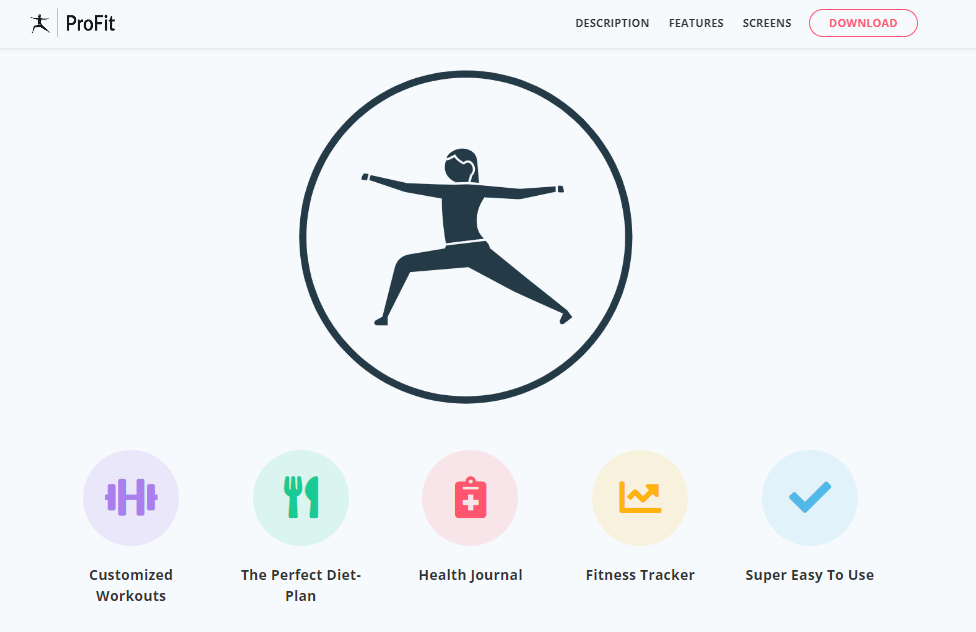 ProFit
DESCRIPTION FEATURES SCREENS DOWNLOAD
Customized
Workouts
The Perfect Diet-
Plan
Health Journal
Fitness Tracker
Super Easy To Use